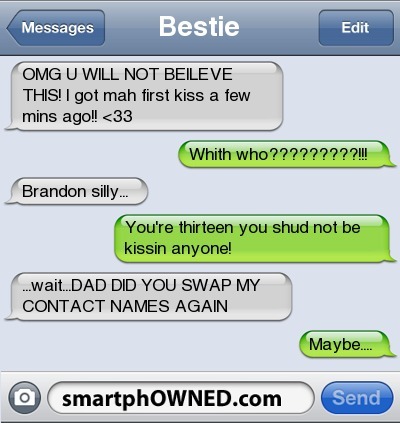 Messages
Bestie
Edit
OMG U WILL NOT BEILEVE
THIS! I got mah first kiss a few
mins ago!! <33
Whith who?????????!!!
Brandon silly...
You're thirteen you shud not be
kissin anyone!
...wait...DAD DID YOU SWAP MY
CONTACT NAMES AGAIN
Maybe....
smartphOWNED.com
Send